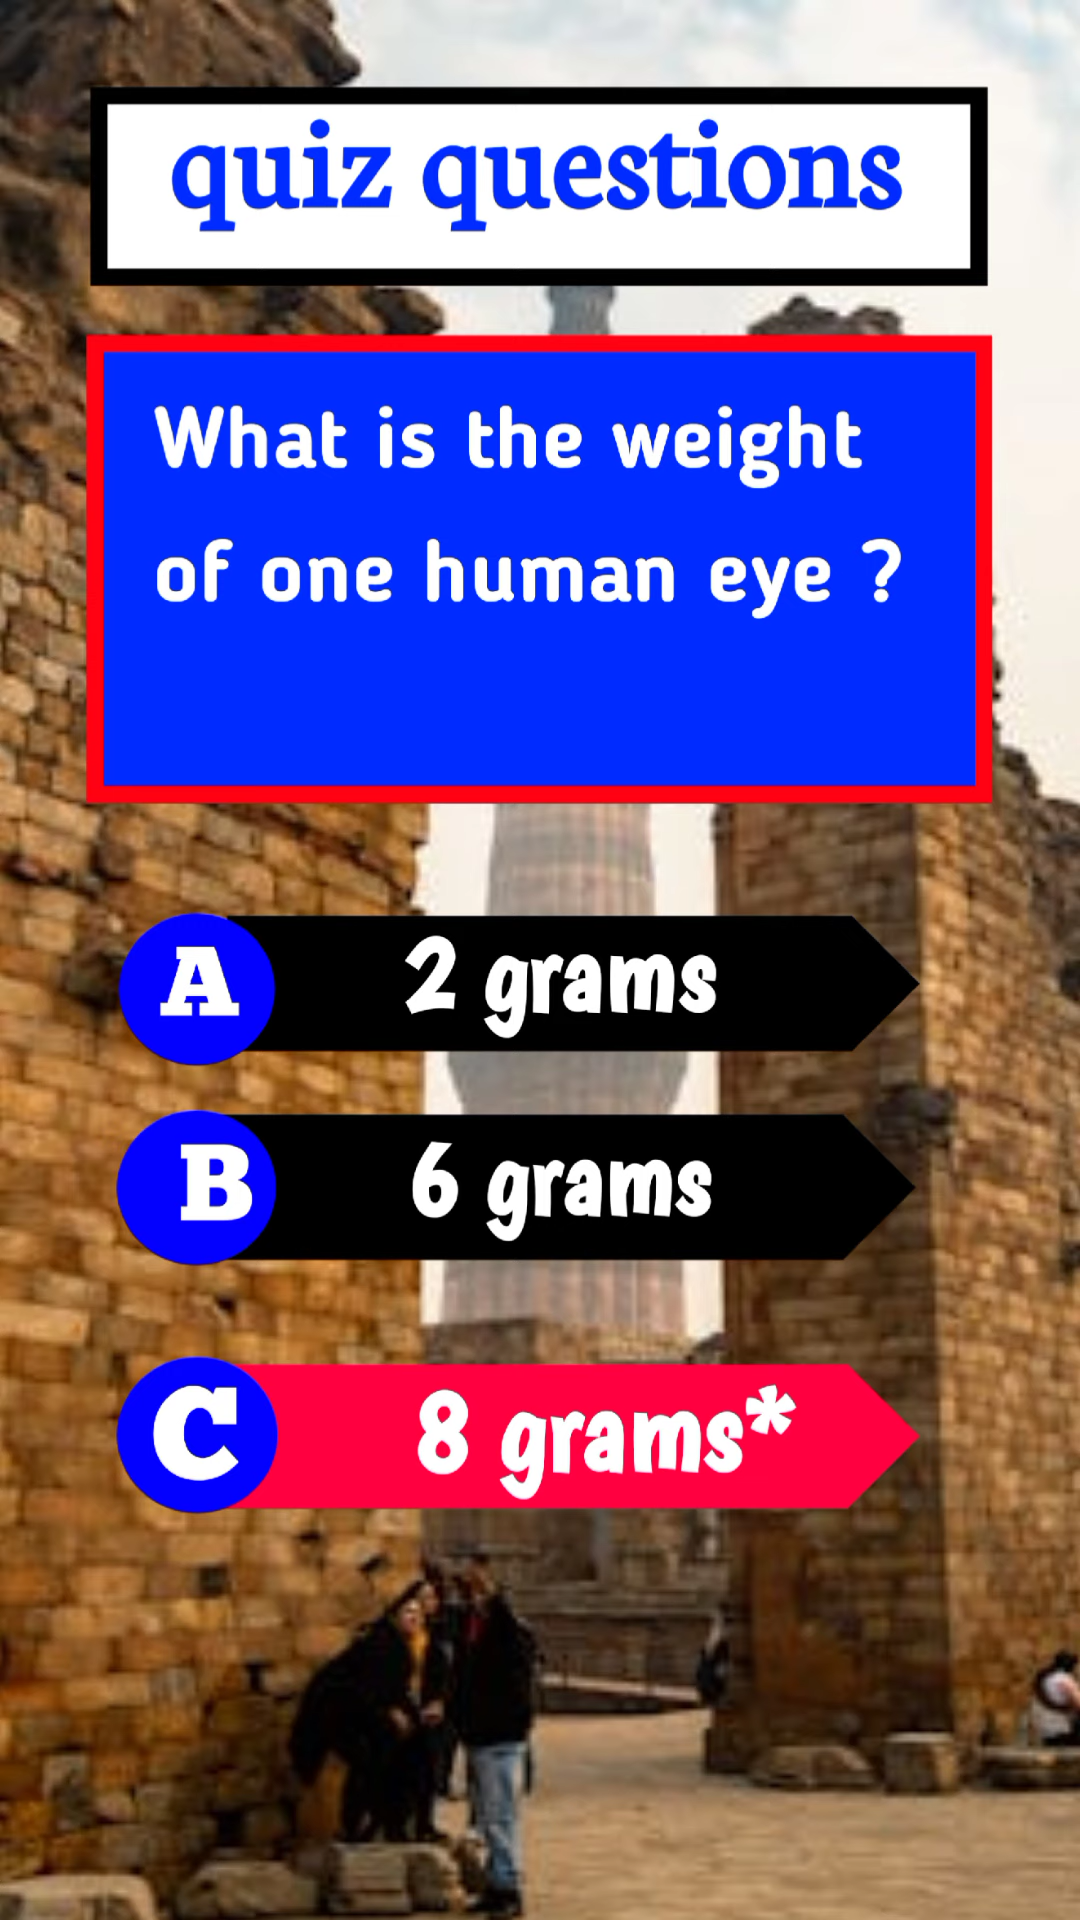 quiz questions
What is the weight
of one human eye ?
A 2 grams
B 6 grams
C 8 grams*